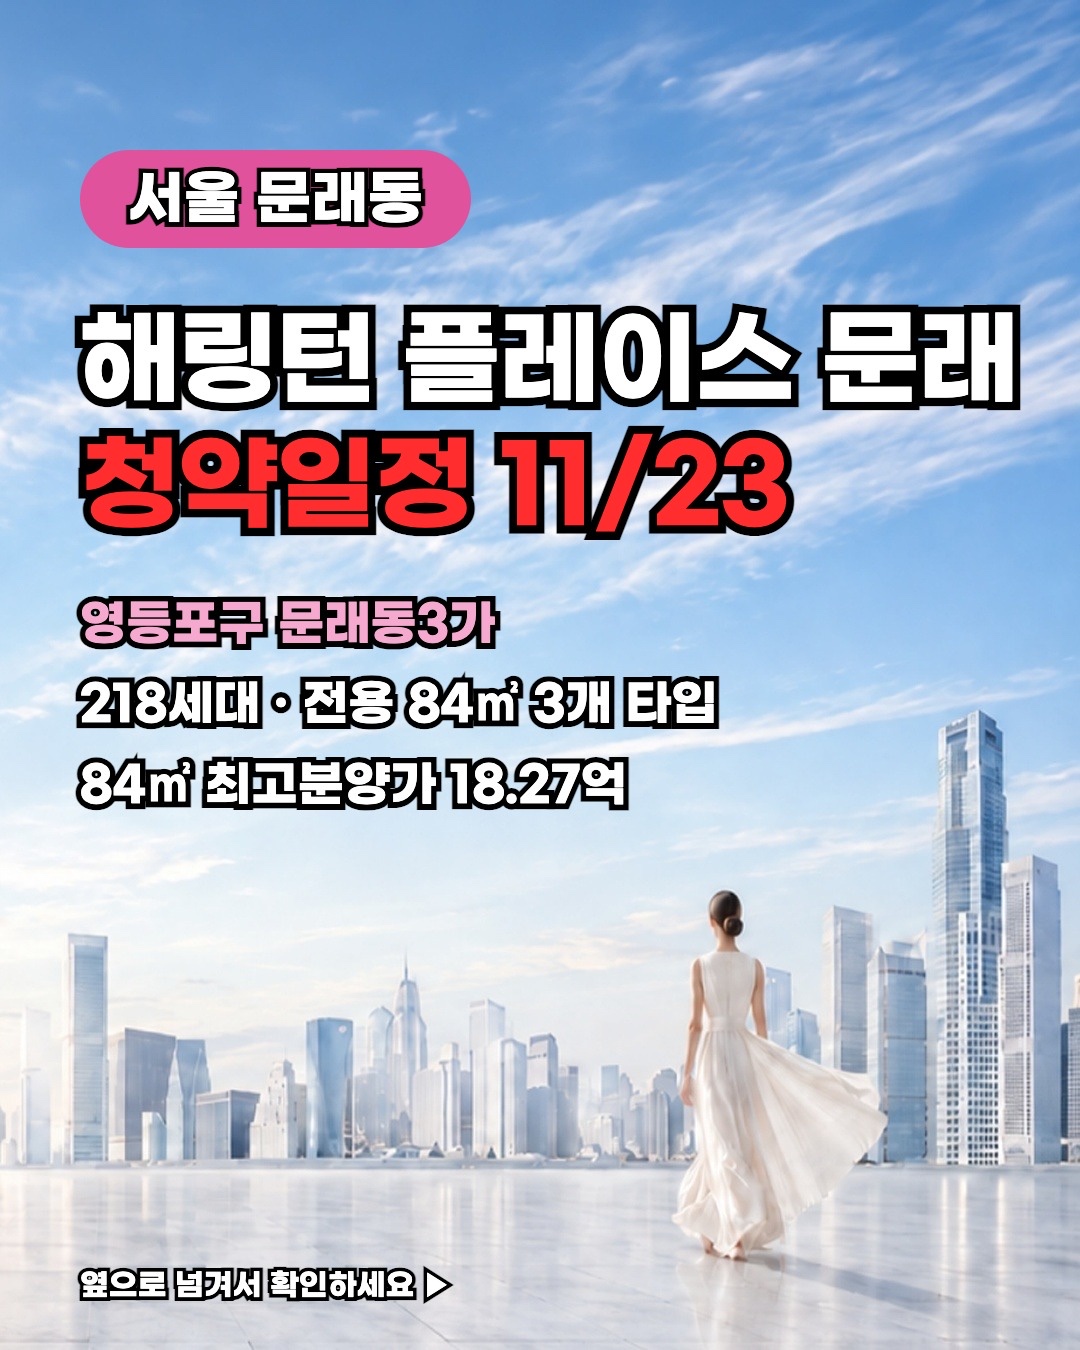 서울 문래동
해링턴 플레이스 문래
청약일정 11/23
영등포구 문래동3가
218세대 · 전용 84㎡ 3개 타입
84㎡ 최고분양가 18.27억
옆으로 넘겨서 확인하세요 ▶